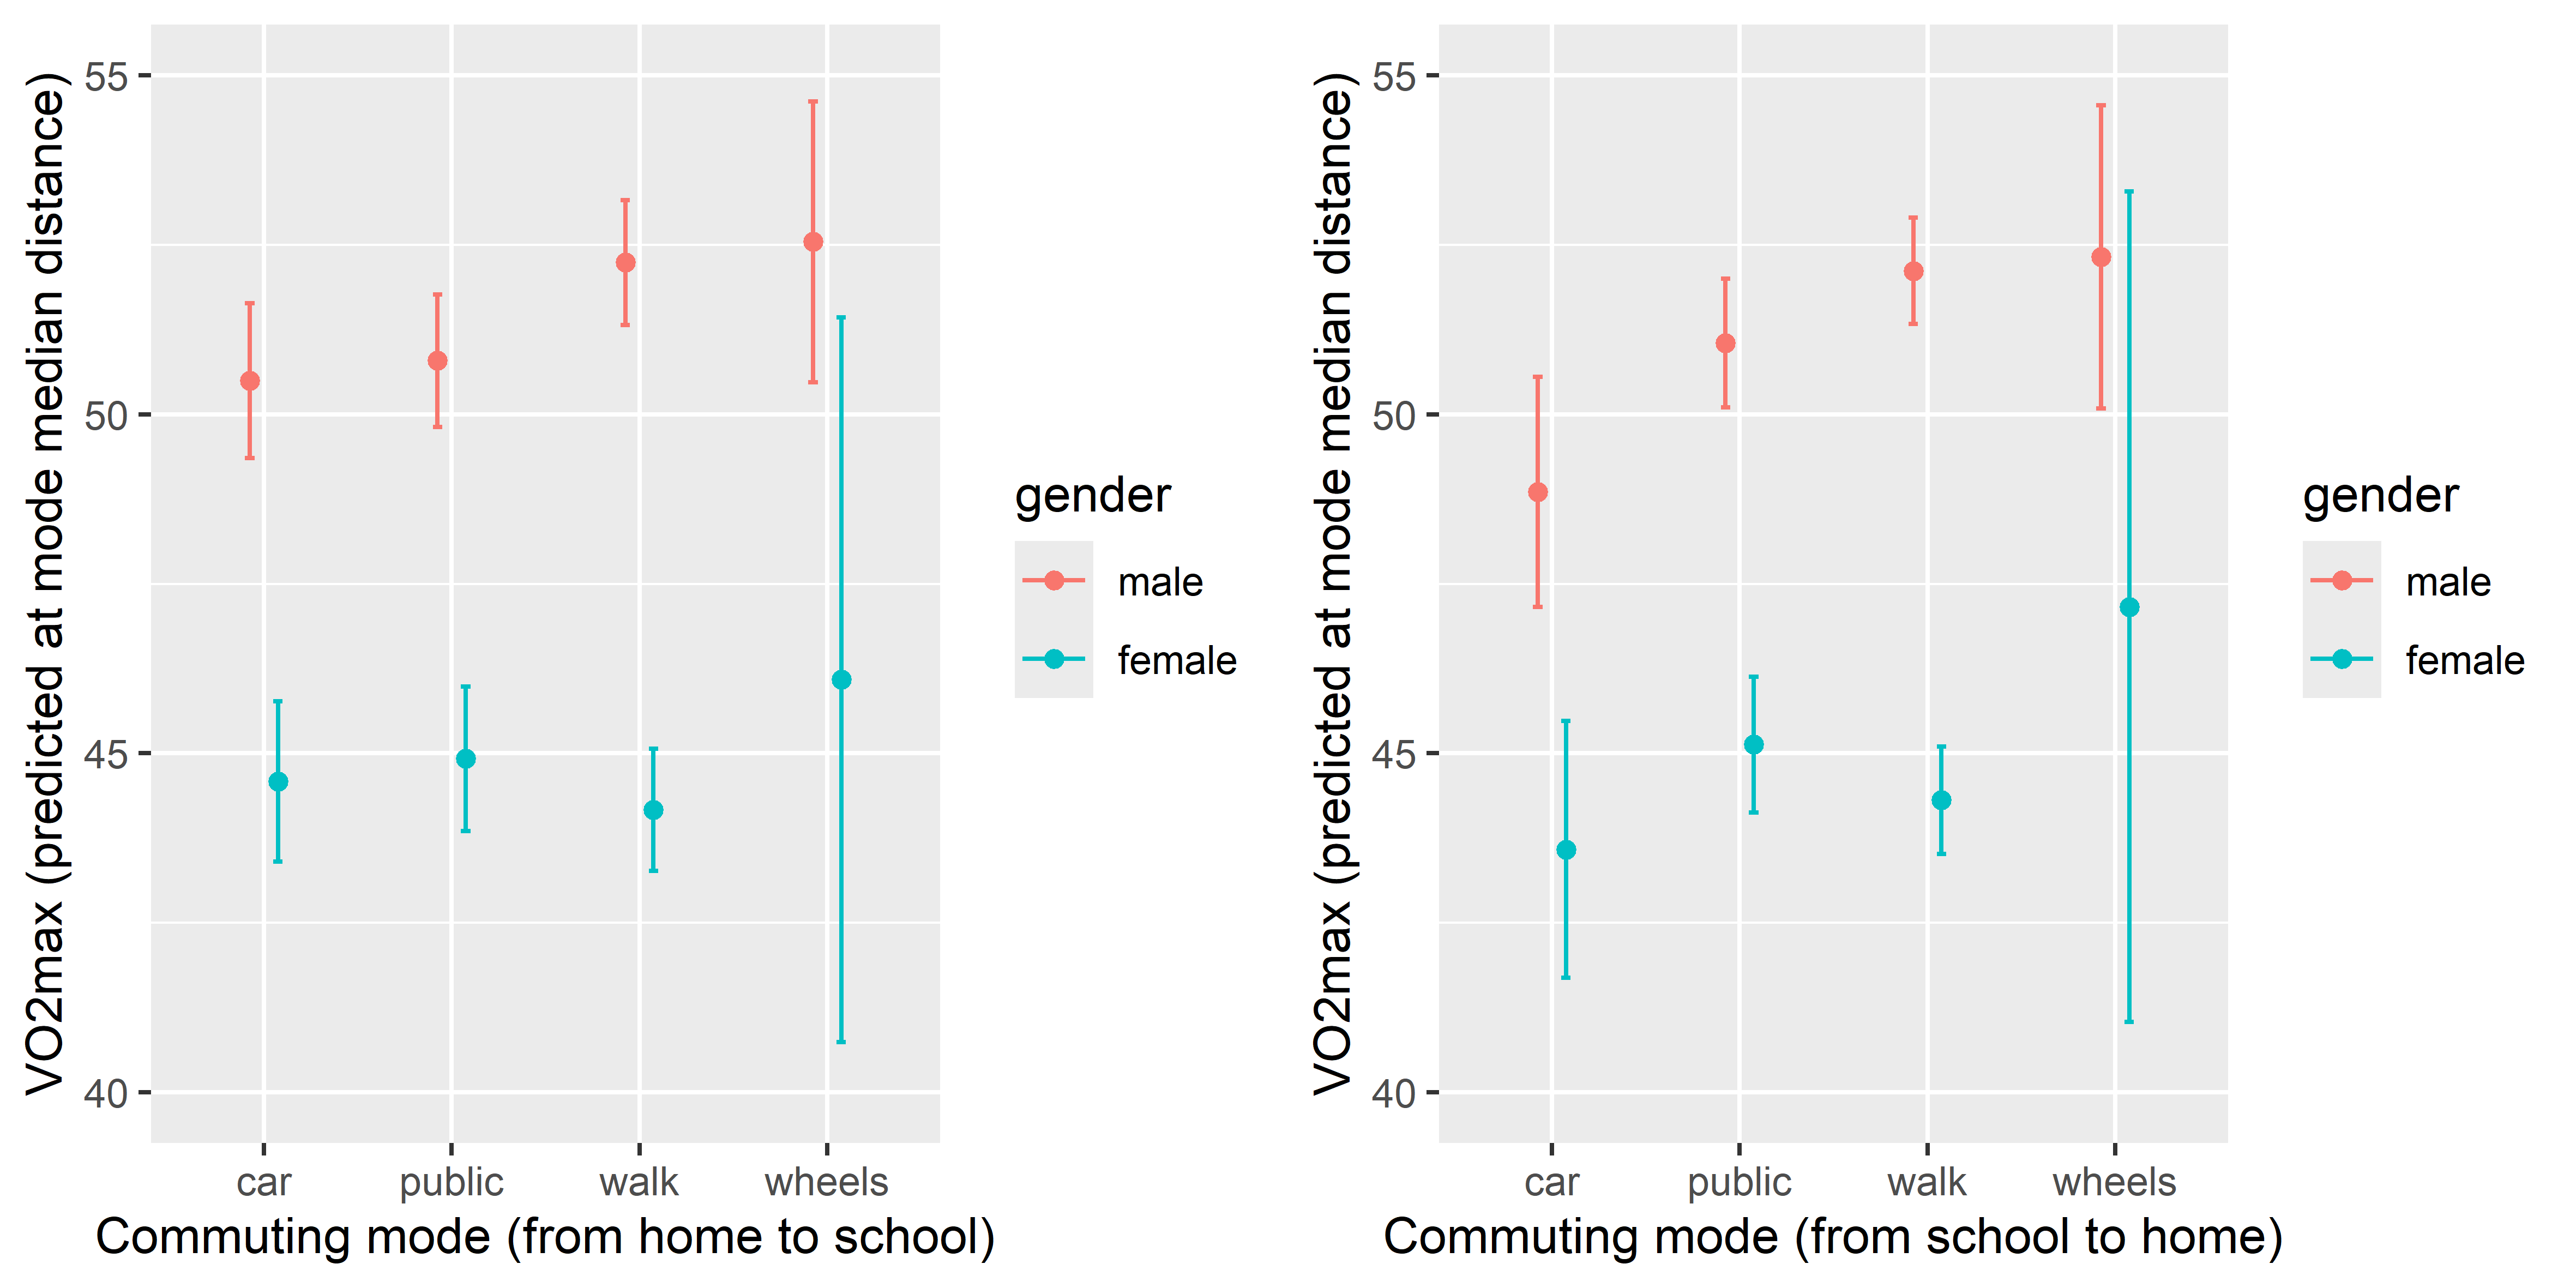 VO2max (predicted at mode median distance)
55
50
45
40
car public walk wheels
Commuting mode (from home to school)
gender
male
female
VO2max (predicted at mode median distance)
55
50
45
40
car public walk wheels
Commuting mode (from school to home)
gender
male
female